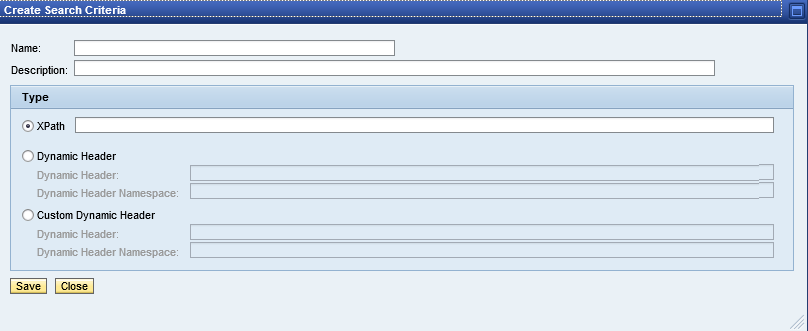 Create Search Criteria
Name:
Description:
Type
XPath
Dynamic Header
Dynamic Header:
Dynamic Header Namespace:
Custom Dynamic Header
Dynamic Header:
Dynamic Header Namespace:
Save Close